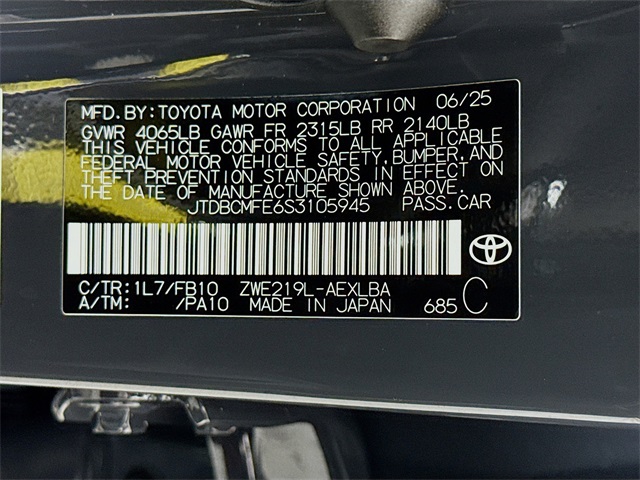 MFD.BY:TOYOTA MOTOR CORPORATION 06/25
GVWR 4065LB GAWR FR 2315LB RR 2140LB
THIS VEHICLE CONFORMS TO ALL APPLICABLE
FEDERAL MOTOR VEHICLE SAFETY,BUMPER,AND
THEFT PREVENTION STANDARDS IN EFFECT ON
THE DATE OF MANUFACTURE SHOWN ABOVE.
JTDBCMFE6S3105945 PASS.CAR
C/TR:1L7/FB10 ZWE219L-AEXLBA
A/TM: /PA10 MADE IN JAPAN 685 C